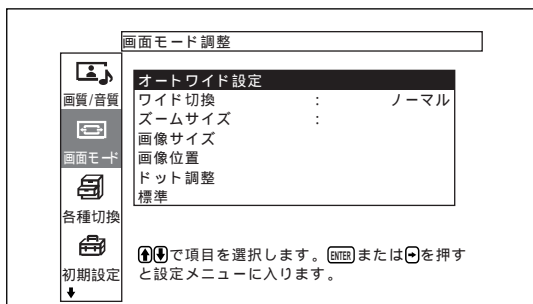 画面モード調整
画質/音質
画面モード
各種切換
初期設定
オートワイド設定
ワイド切換 : ノーマル
ズームサイズ :
画像サイズ
画像位置
ドット調整
標準
で項目を選択します。ENTERまたはを押す
と設定メニューに入ります。